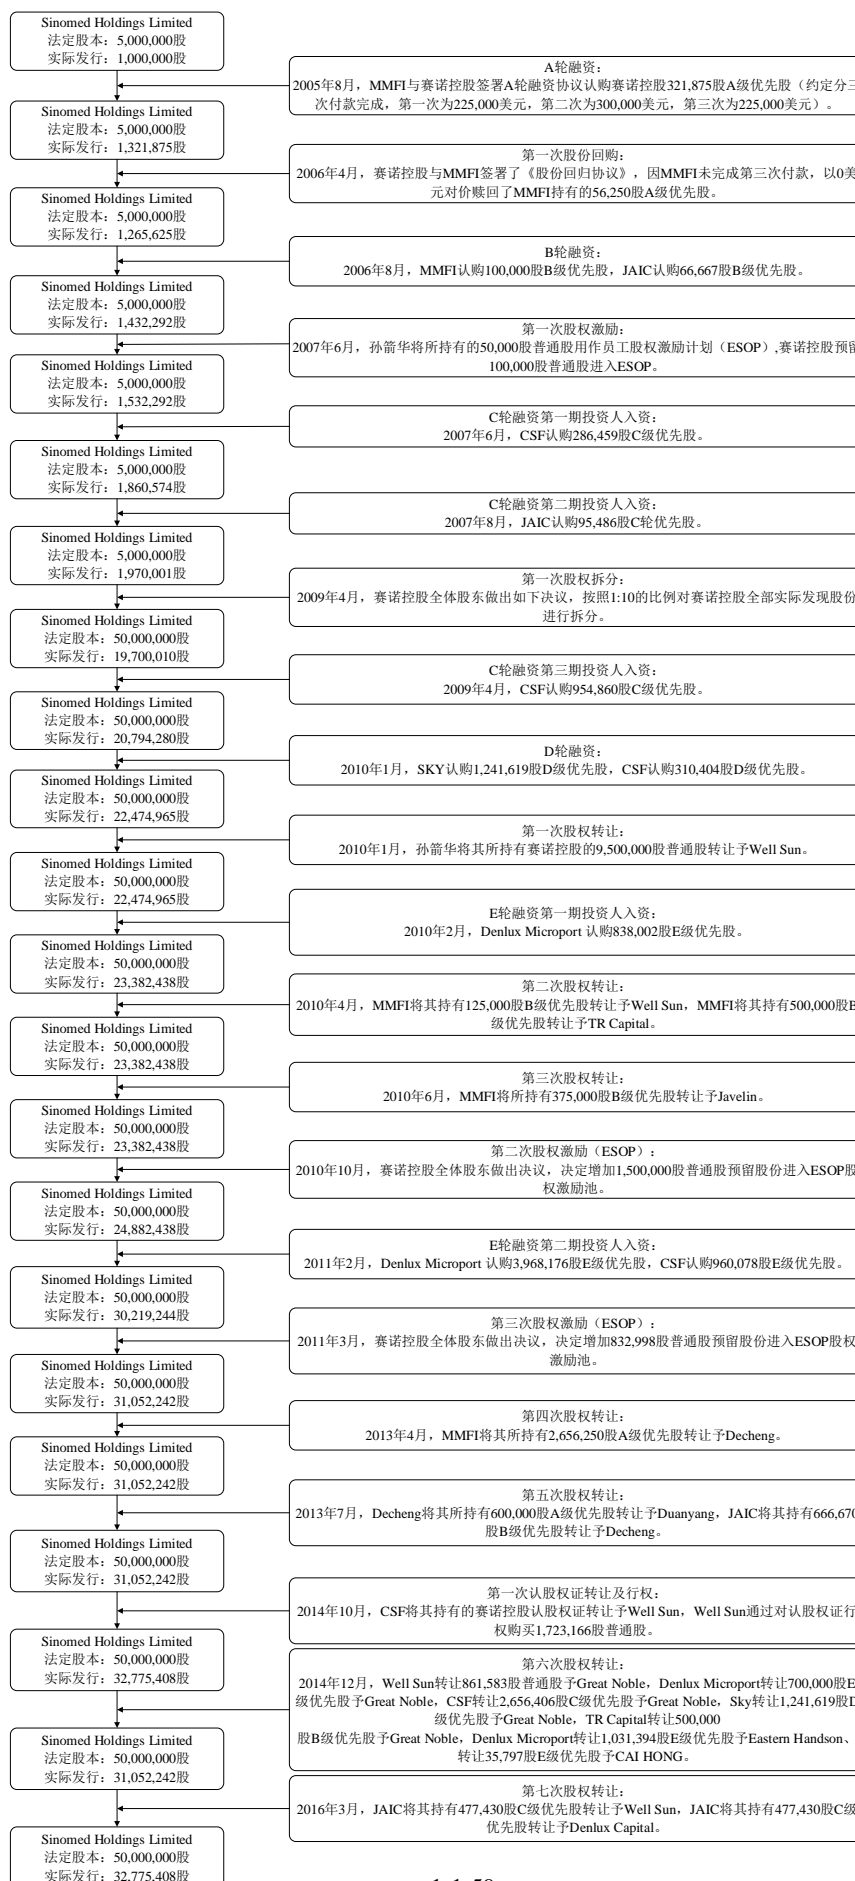 Sinomed Holdings Limited
法定股本：5,000,000股
实际发行：1,000,000股
A轮融资：
2005年8月，MMFI与赛诺控股签署A轮融资协议认购赛诺控股321,875股A级优先股（约定分三
次付款完成，第一次为225,000美元，第二次为300,000美元，第三次为225,000美元）。
Sinomed Holdings Limited
法定股本：5,000,000股
实际发行：1,321,875股
第一次股份回购：
2006年4月，赛诺控股与MMFI签署了《股份回归协议》，因MMFI未完成第三次付款，以0美
元对价赎回了MMFI持有的56,250股A级优先股。
Sinomed Holdings Limited
法定股本：5,000,000股
实际发行：1,265,625股
B轮融资：
2006年8月，MMFI认购100,000股B级优先股，JAIC认购66,667股B级优先股。
Sinomed Holdings Limited
法定股本：5,000,000股
实际发行：1,432,292股
第一次股权激励：
2007年6月，孙箭华将所持有的50,000股普通股用作员工股权激励计划（ESOP）,赛诺控股预留
100,000股普通股进入ESOP。
Sinomed Holdings Limited
法定股本：5,000,000股
实际发行：1,532,292股
C轮融资第一期投资人入资：
2007年6月，CSF认购286,459股C级优先股。
Sinomed Holdings Limited
法定股本：5,000,000股
实际发行：1,860,574股
C轮融资第二期投资人入资：
2007年8月，JAIC认购95,486股C轮优先股。
Sinomed Holdings Limited
法定股本：5,000,000股
实际发行：1,970,001股
第一次股权拆分：
2009年4月，赛诺控股全体股东做出如下决议，按照1:10的比例对赛诺控股全部实际发现股份
进行拆分。
Sinomed Holdings Limited
法定股本：50,000,000股
实际发行：19,700,010股
C轮融资第三期投资人入资：
2009年4月，CSF认购954,860股C级优先股。
Sinomed Holdings Limited
法定股本：50,000,000股
实际发行：20,794,280股
D轮融资：
2010年1月，SKY认购1,241,619股D级优先股，CSF认购310,404股D级优先股。
Sinomed Holdings Limited
法定股本：50,000,000股
实际发行：22,474,965股
第一次股权转让：
2010年1月，孙箭华将其所持有赛诺控股的9,500,000股普通股转让予Well Sun。
Sinomed Holdings Limited
法定股本：50,000,000股
实际发行：22,474,965股
E轮融资第一期投资人入资：
2010年2月，Denlux Microport 认购838,002股E级优先股。
Sinomed Holdings Limited
法定股本：50,000,000股
实际发行：23,382,438股
第二次股权转让：
2010年4月，MMFI将其持有125,000股B级优先股转让予Well Sun，MMFI将其持有500,000股B
级优先股转让予TR Capital。
Sinomed Holdings Limited
法定股本：50,000,000股
实际发行：23,382,438股
第三次股权转让：
2010年6月，MMFI将所持有375,000股B级优先股转让予Javelin。
Sinomed Holdings Limited
法定股本：50,000,000股
实际发行：23,382,438股
第二次股权激励（ESOP）：
2010年10月，赛诺控股全体股东做出决议，决定增加1,500,000股普通股预留股份进入ESOP股
权激励池。
Sinomed Holdings Limited
法定股本：50,000,000股
实际发行：24,882,438股
E轮融资第二期投资人入资：
2011年2月，Denlux Microport 认购3,968,176股E级优先股，CSF认购960,078股E级优先股。
Sinomed Holdings Limited
法定股本：50,000,000股
实际发行：30,219,244股
第三次股权激励（ESOP）：
2011年3月，赛诺控股全体股东做出决议，决定增加832,998股普通股预留股份进入ESOP股权
激励池。
Sinomed Holdings Limited
法定股本：50,000,000股
实际发行：31,052,242股
第四次股权转让：
2013年4月，MMFI将其所持有2,656,250股A级优先股转让予Decheng。
Sinomed Holdings Limited
法定股本：50,000,000股
实际发行：31,052,242股
第五次股权转让：
2013年7月，Decheng将其所持有600,000股A级优先股转让予Duanyang，JAIC将其持有666,670
股B级优先股转让予Decheng。
Sinomed Holdings Limited
法定股本：50,000,000股
实际发行：31,052,242股
第一次认股权证转让及行权：
2014年10月，CSF将其持有的赛诺控股认股权证转让予Well Sun，Well Sun通过对认股权证行
权购买1,723,166股普通股。
Sinomed Holdings Limited
法定股本：50,000,000股
实际发行：32,775,408股
第六次股权转让：
2014年12月，Well Sun转让861,583股普通股予Great Noble，Denlux Microport转让700,000股E
级优先股予Great Noble，CSF转让2,656,406股C级优先股予Great Noble，Sky转让1,241,619股D
级优先股予Great Noble，TR Capital转让500,000
股B级优先股予Great Noble，Denlux Microport转让1,031,394股E级优先股予Eastern Handson、
转让35,797股E级优先股予CAI HONG。
Sinomed Holdings Limited
法定股本：50,000,000股
实际发行：31,052,242股
第七次股权转让：
2016年3月，JAIC将其持有477,430股C级优先股转让予Well Sun，JAIC将其持有477,430股C级
优先股转让予Denlux Capital。
Sinomed Holdings Limited
法定股本：50,000,000股
实际发行：32,775,408股